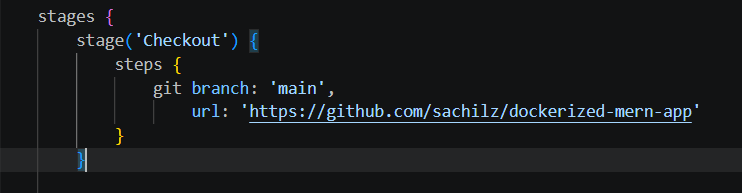 stages {
stage('Checkout') {
steps {
git branch: 'main',
url: 'https://github.com/sachilz/dockerized-mern-app'
}
}